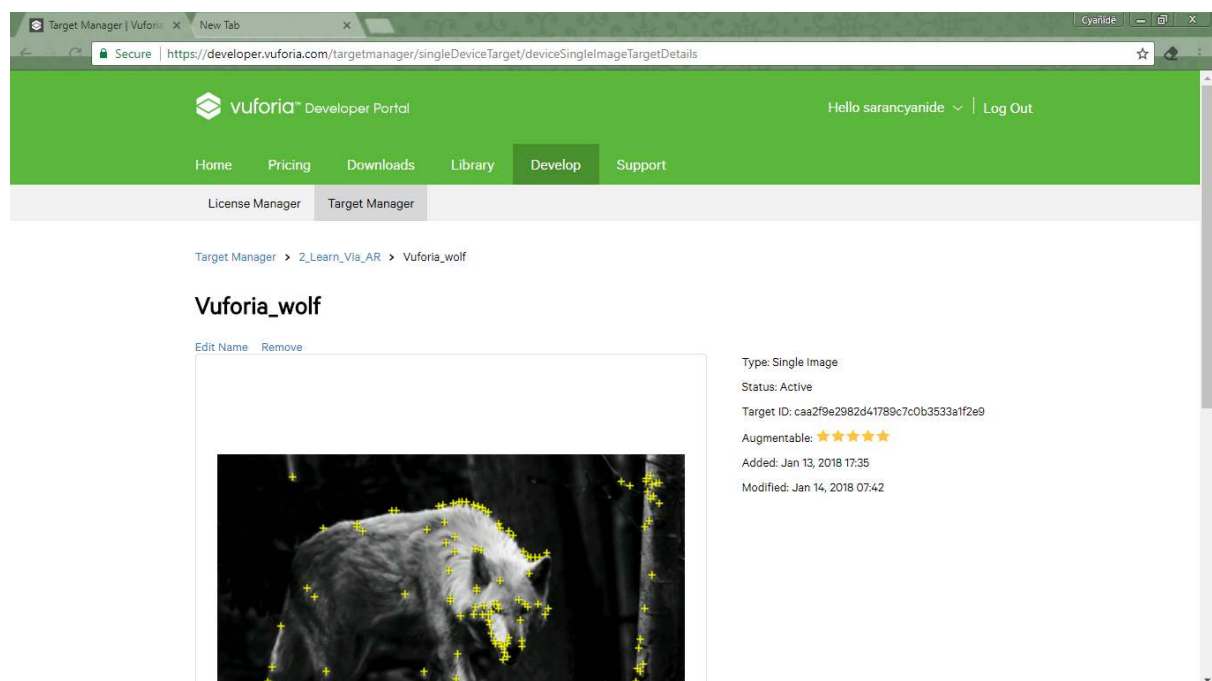 Target Manager | Vufori
New Tab
Cyañidé
Secure | https://developer.vuforia.com/targetmanager/singleDeviceTarget/deviceSingleImageTargetDetails
vuforia™ Developer Portal
Hello sarancyanide
Log Out
Home Pricing Downloads Library Develop Support
License Manager Target Manager
Target Manager > 2_Learn_Via_AR > Vuforia_wolf
Vuforia_wolf
Edit Name Remove
Type: Single Image
Status: Active
Target ID: caa2f9e2982d41789c7c0b3533a1f2e9
Augmentable:
Added: Jan 13, 2018 17:35
Modified: Jan 14, 2018 07:42